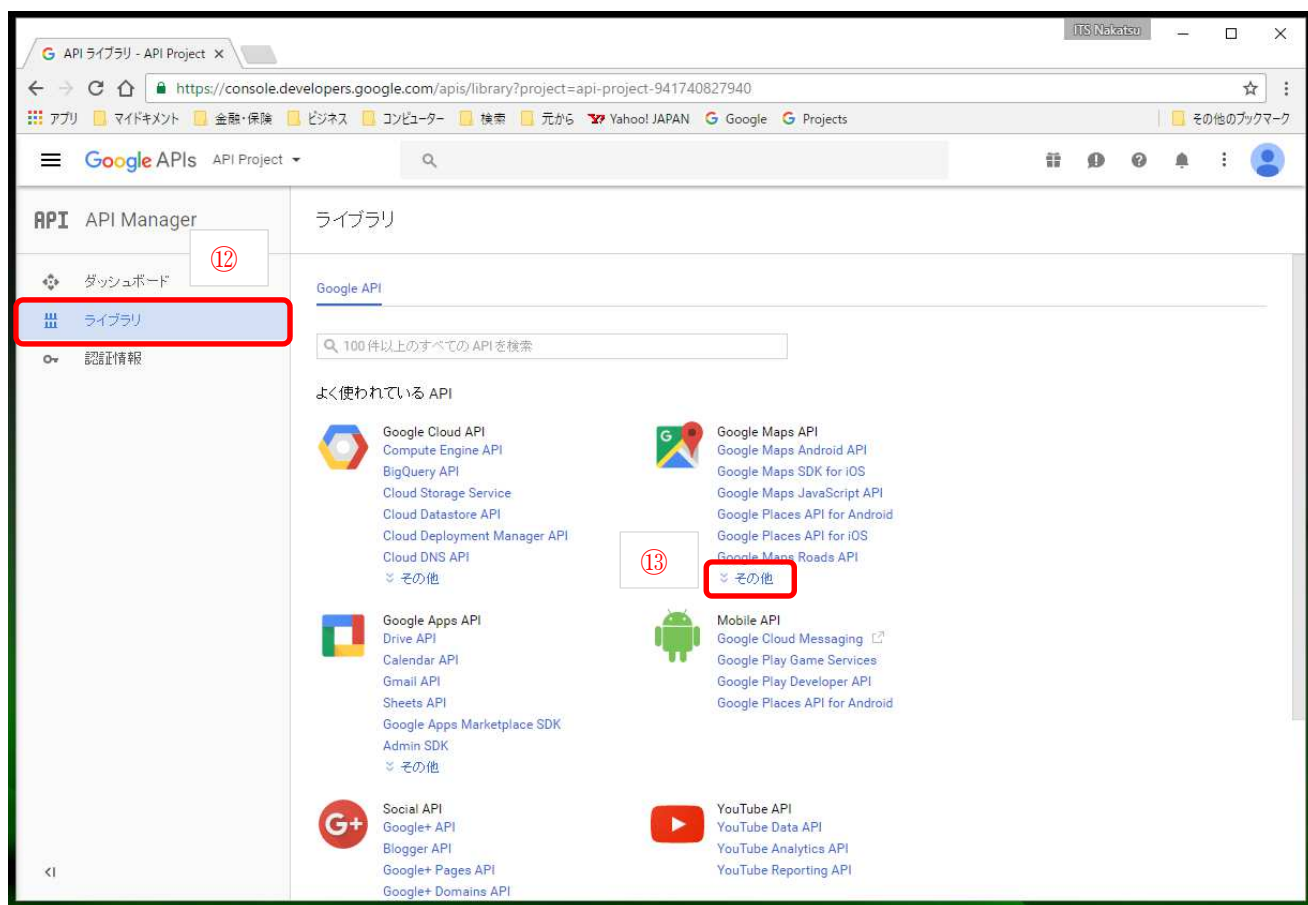 ITS Nakatsu
API ライブラリ - API Project
https://console.developers.google.com/apis/library?project=api-project-941740827940
アプリ マイドキメント 金融・保険 ビジネス コンピューター 検索 元から Yahoo! JAPAN Google Projects その他のブックマーク
Google APIs API Project
API API Manager
ライブラリ
⑫
ダッシュボード
ライブラリ
認証情報
Google API
100 件以上のすべての API を検索
よく使われている API
Google Cloud API
Compute Engine API
BigQuery API
Cloud Storage Service
Cloud Datastore API
Cloud Deployment Manager API
Cloud DNS API
その他
Google Maps API
Google Maps Android API
Google Maps SDK for iOS
Google Maps JavaScript API
Google Places API for Android
Google Places API for iOS
Google Maps Roads API
⑬
その他
Google Apps API
Drive API
Calendar API
Gmail API
Sheets API
Google Apps Marketplace SDK
Admin SDK
その他
Mobile API
Google Cloud Messaging
Google Play Game Services
Google Play Developer API
Google Places API for Android
Social API
Google+ API
Blogger API
Google+ Pages API
Google+ Domains API
YouTube API
YouTube Data API
YouTube Analytics API
YouTube Reporting API